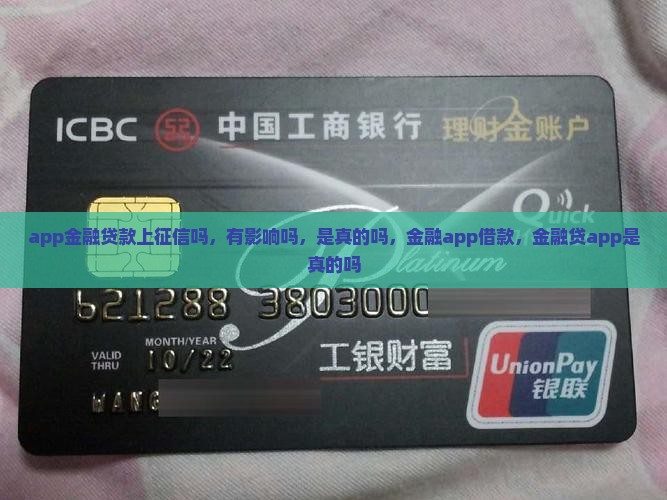 ICBC 中国工商银行 理财金账户
Quick
app金融贷款上征信吗，有影响吗，是真的吗，金融app借款，金融贷app是
真的吗
Platinum
621288 3803000
MONTH/YEAR
VALID
THRU 10/22
工银财富
UnionPay
银联
WANG